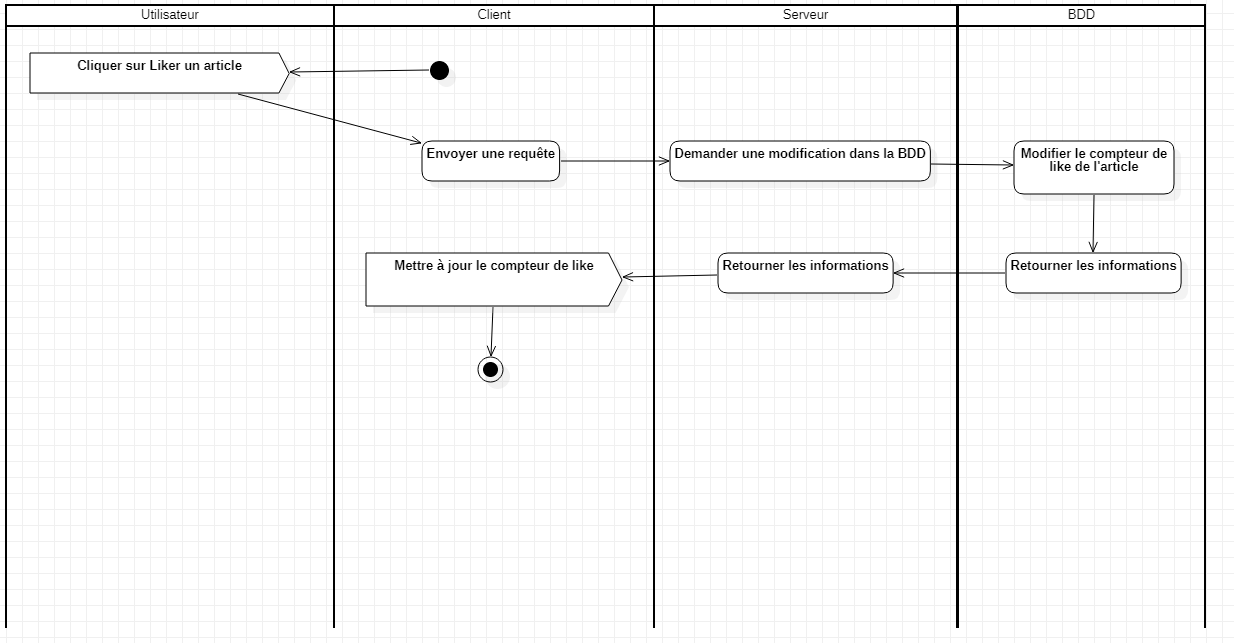 Utilisateur
Client
Serveur
BDD
Cliquer sur Liker un article
Envoyer une requête
Demander une modification dans la BDD
Modifier le compteur de
like de l'article
Mettre à jour le compteur de like
Retourner les informations
Retourner les informations